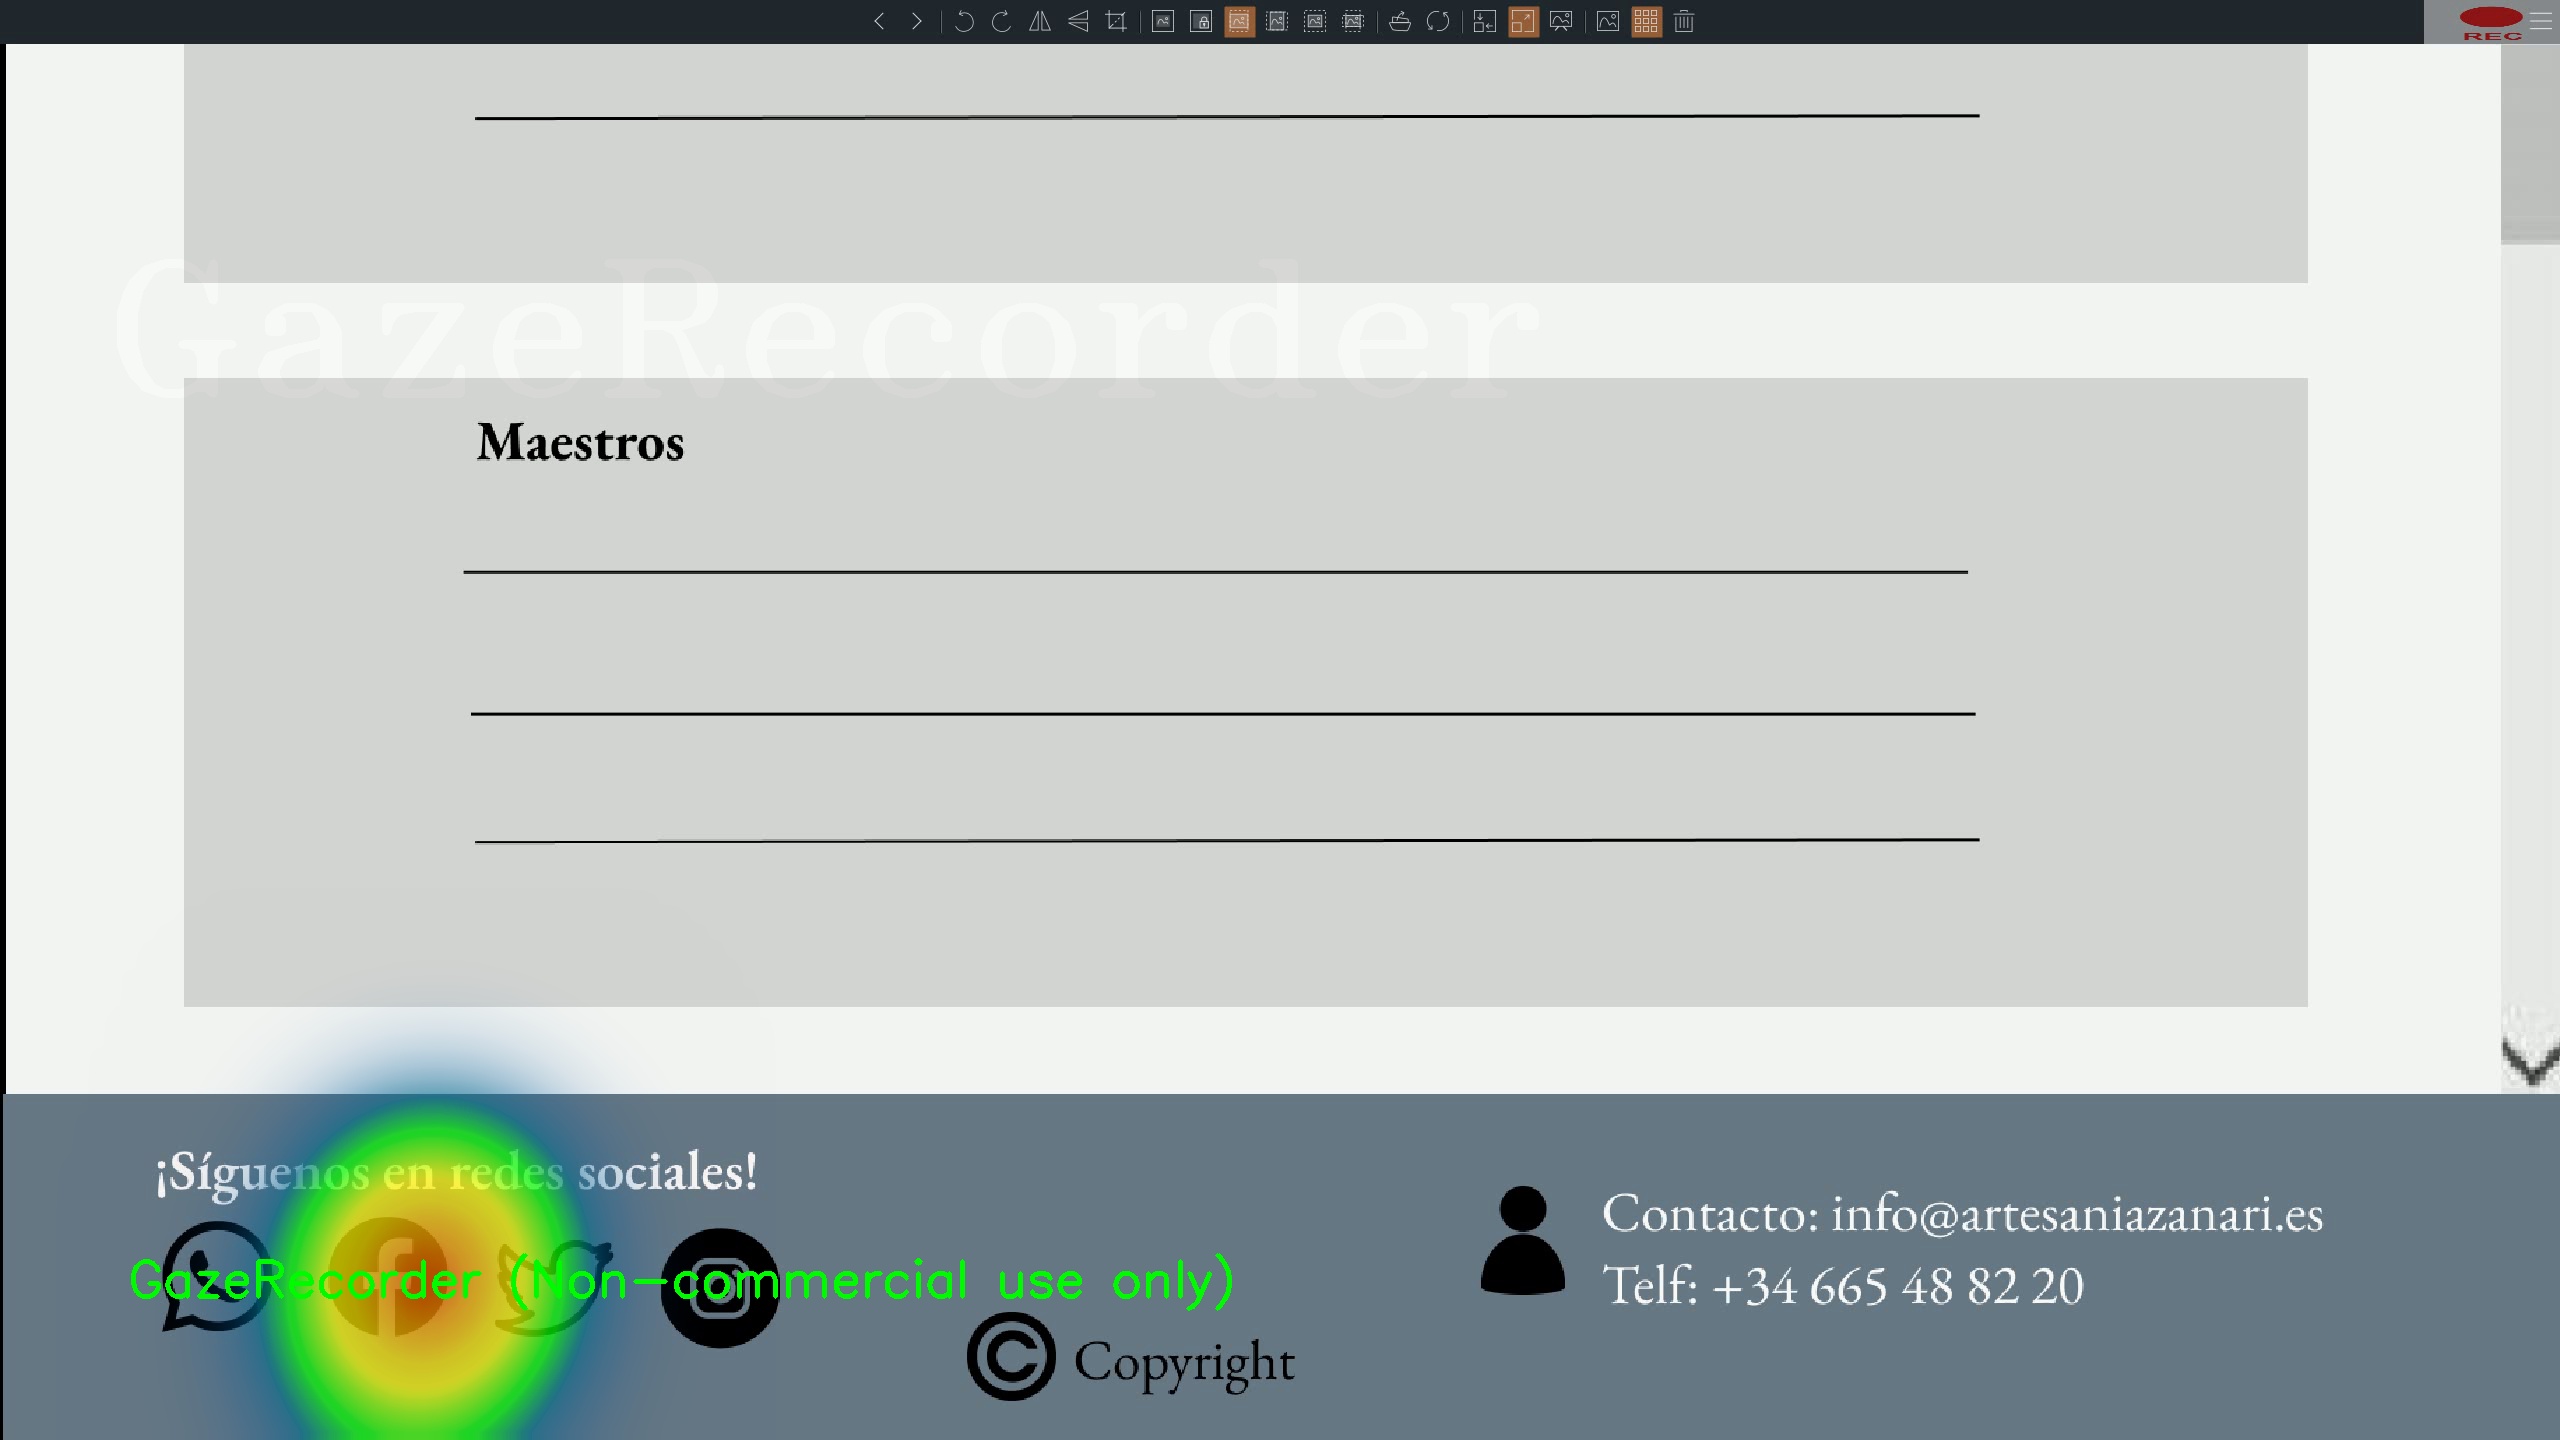 REC
GazeRecorder
Maestros
¡Síguenos en redes sociales!
GazeRecorder (Non-commercial use only)
Contacto: info@artesaniazanari.es
Telf: +34 665 48 82 20
© Copyright